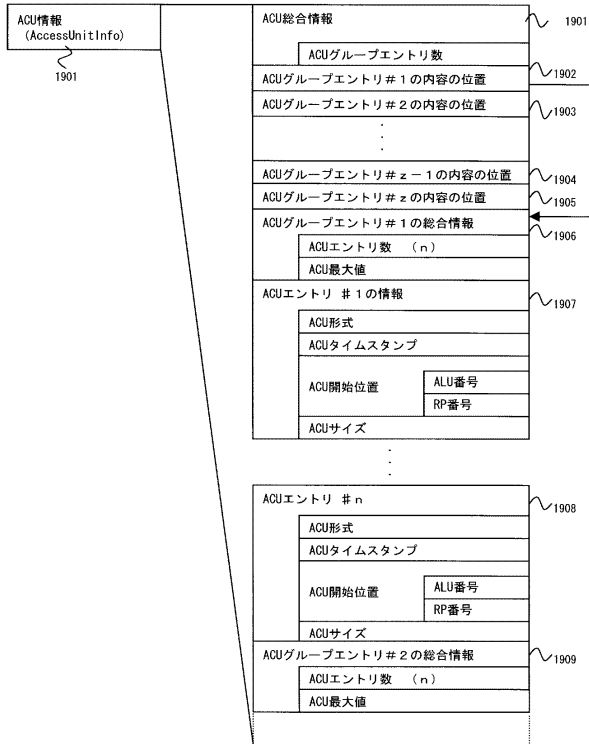 ACU情報
(AccessUnitInfo)
1901
ACU総合情報
1901
ACUグループエントリ数
ACUグループエントリ＃1の内容の位置
1902
ACUグループエントリ＃2の内容の位置
1903
・
・
・
ACUグループエントリ＃ｚ－1の内容の位置
1904
ACUグループエントリ＃ｚの内容の位置
1905
ACUグループエントリ＃1の総合情報
1906
ACUエントリ数　（ｎ）
ACU最大値
ACUエントリ ＃1の情報
1907
ACU形式
ACUタイムスタンプ
ACU開始位置
ALU番号
RP番号
ACUサイズ
・
・
・
ACUエントリ ＃ｎ
1908
ACU形式
ACUタイムスタンプ
ACU開始位置
ALU番号
RP番号
ACUサイズ
ACUグループエントリ＃2の総合情報
1909
ACUエントリ数　（ｎ）
ACU最大値